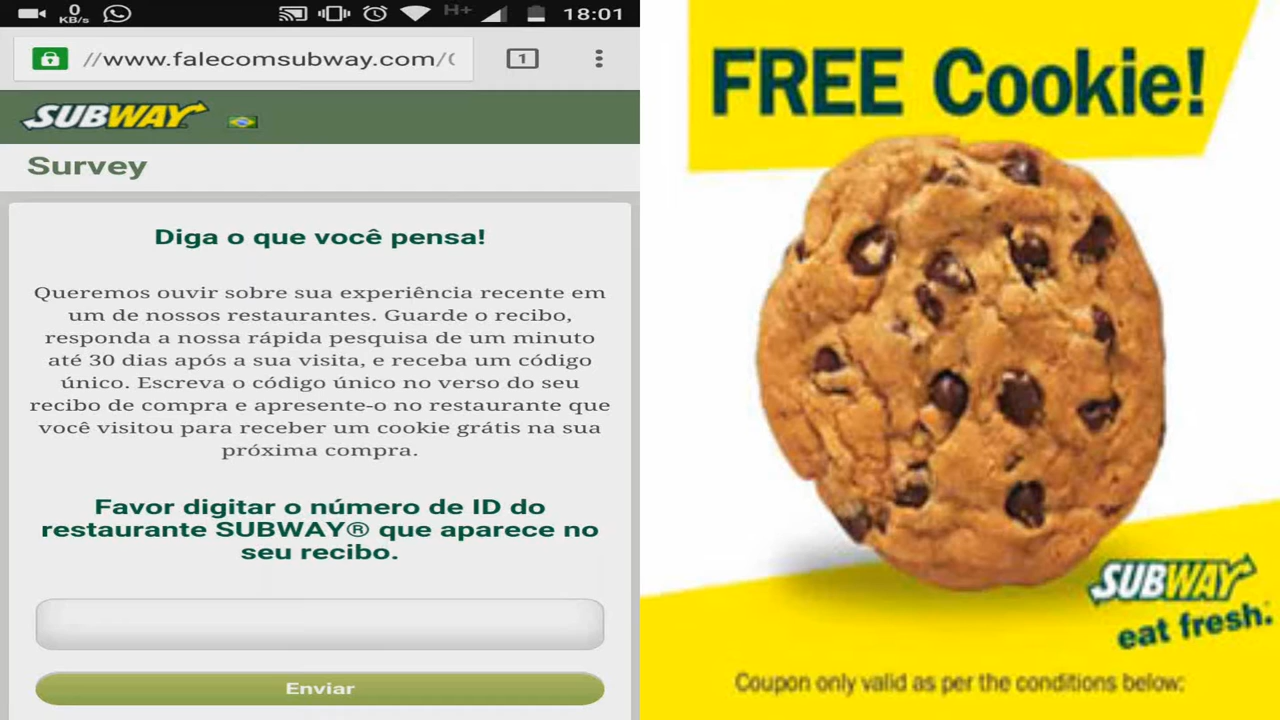 0
KB/s
H+
18:01
//www.falecomsubway.com/
1
SUBWAY
Survey
Diga o que você pensa!
Queremos ouvir sobre sua experiência recente em
um de nossos restaurantes. Guarde o recibo,
responda a nossa rápida pesquisa de um minuto
até 30 dias após a sua visita, e receba um código
único. Escreva o código único no verso do seu
recibo de compra e apresente-o no restaurante que
você visitou para receber um cookie grátis na sua
próxima compra.
Favor digitar o número de ID do
restaurante SUBWAY® que aparece no
seu recibo.
Enviar
FREE Cookie!
SUBWAY
eat fresh.
Coupon only valid as per the conditions below: